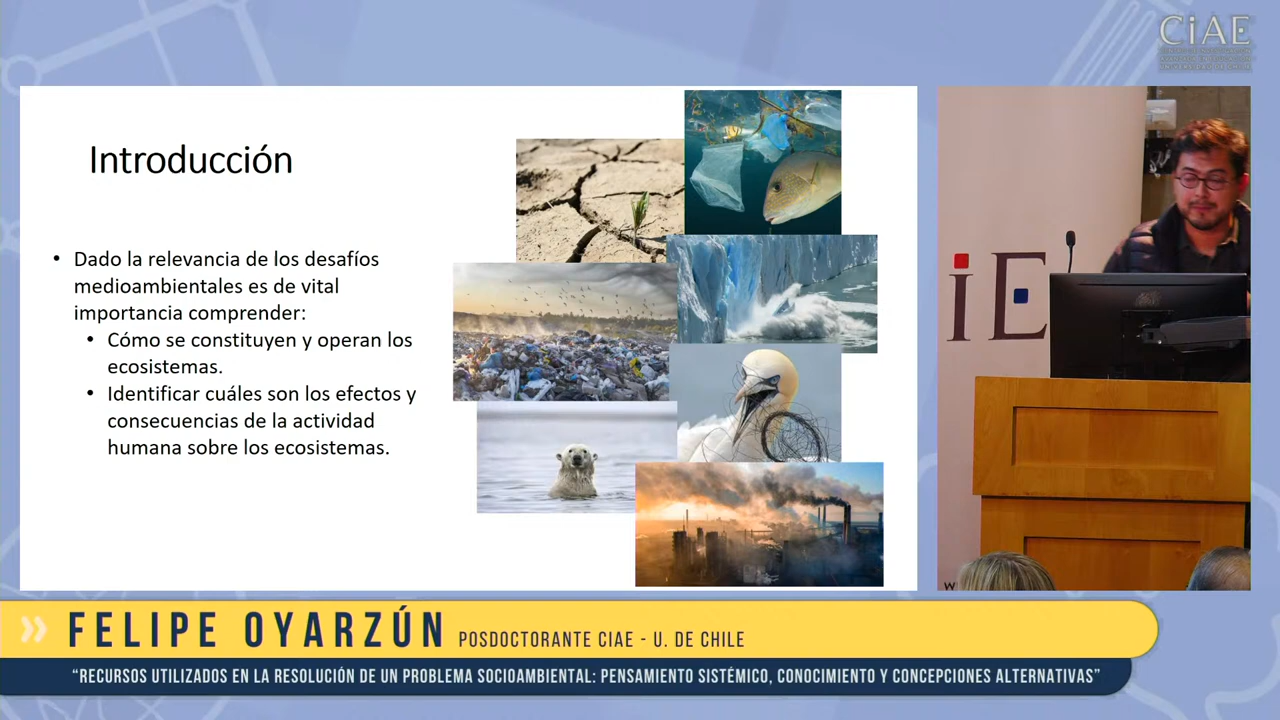 CiAE
Introducción
• Dado la relevancia de los desafíos
medioambientales es de vital
importancia comprender:
• Cómo se constituyen y operan los
ecosistemas.
• Identificar cuáles son los efectos y
consecuencias de la actividad
humana sobre los ecosistemas.
iE
W
» FELIPE OYARZÚN POSDOCTORANTE CIAE - U. DE CHILE
“RECURSOS UTILIZADOS EN LA RESOLUCIÓN DE UN PROBLEMA SOCIOAMBIENTAL: PENSAMIENTO SISTÉMICO, CONOCIMIENTO Y CONCEPCIONES ALTERNATIVAS”